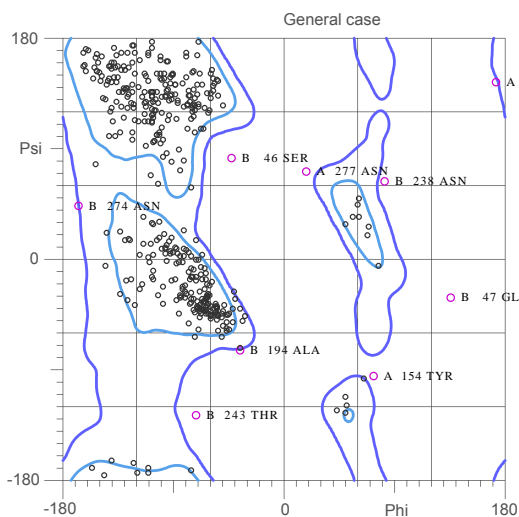 General case
180
A
Psi
B 46 SER
A 277 ASN
B 238 ASN
B 274 ASN
0
B 47 GL
B 194 ALA
A 154 TYR
B 243 THR
-180
-180 0 Phi 180